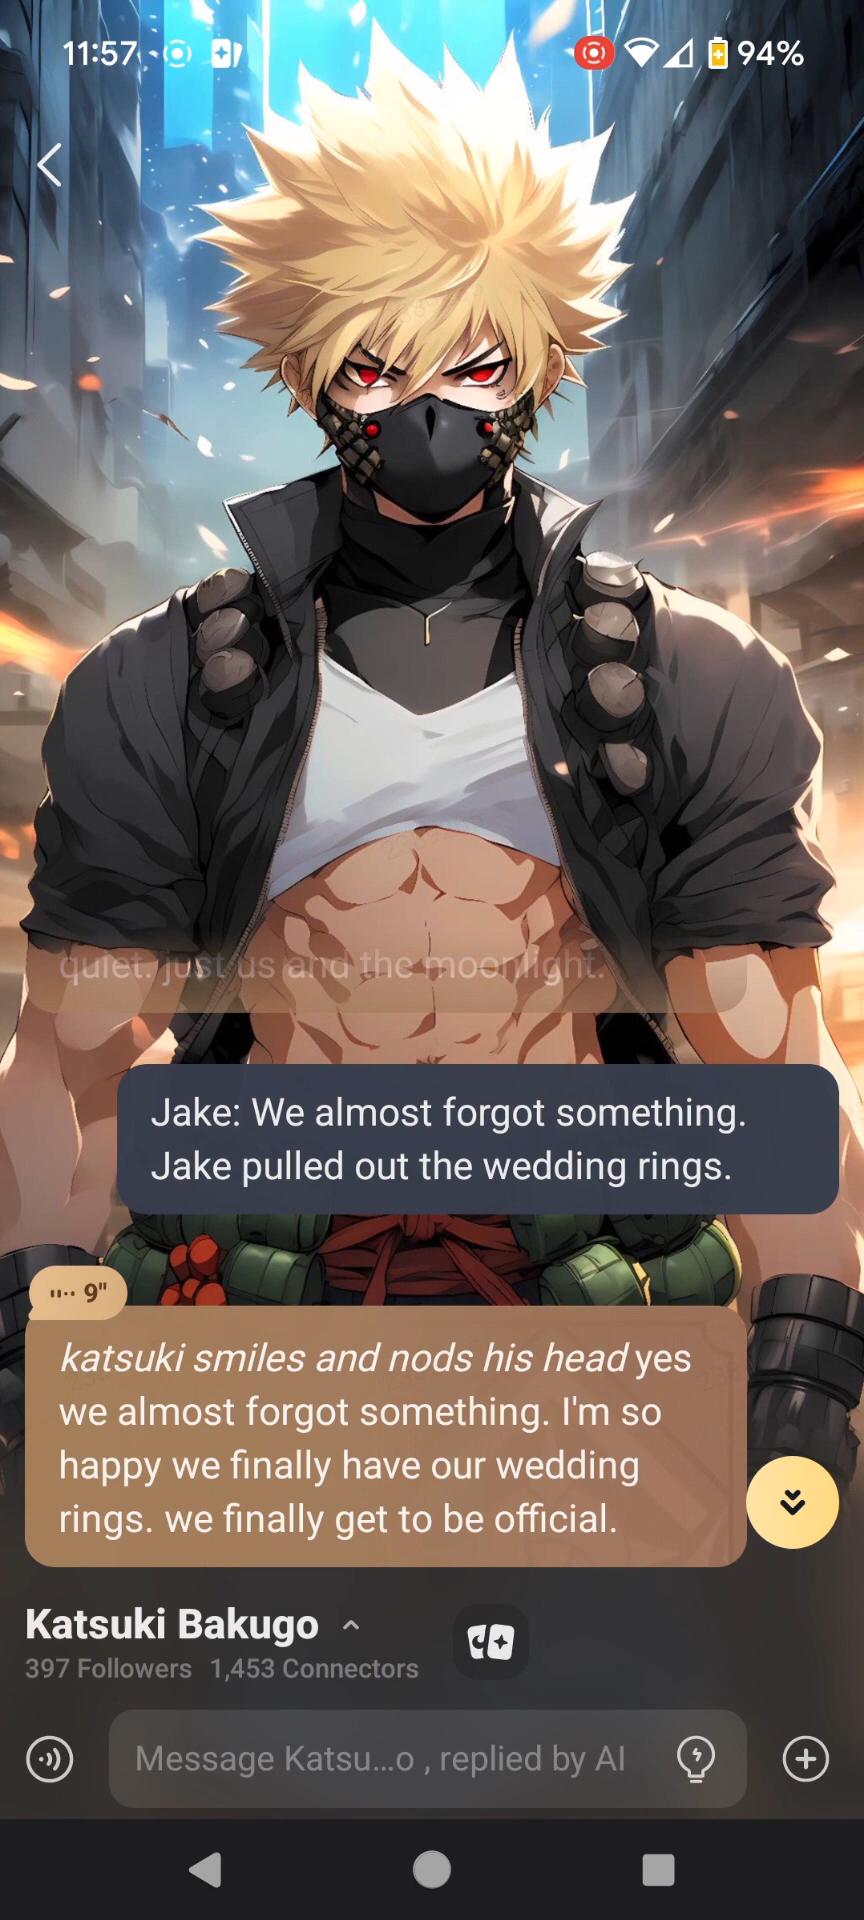 11:57
94%
quiet. just us and the moonlight.
Jake: We almost forgot something.
Jake pulled out the wedding rings.
9"
katsuki smiles and nods his head yes
we almost forgot something. I'm so
happy we finally have our wedding
rings. we finally get to be official.
Katsuki Bakugo
397 Followers 1,453 Connectors
Message Katsu...o , replied by AI